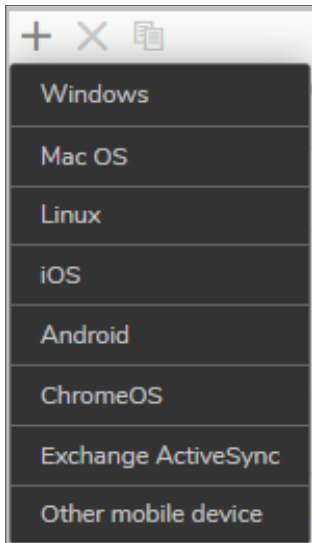 Windows
Mac OS
Linux
iOS
Android
ChromeOS
Exchange ActiveSync
Other mobile device